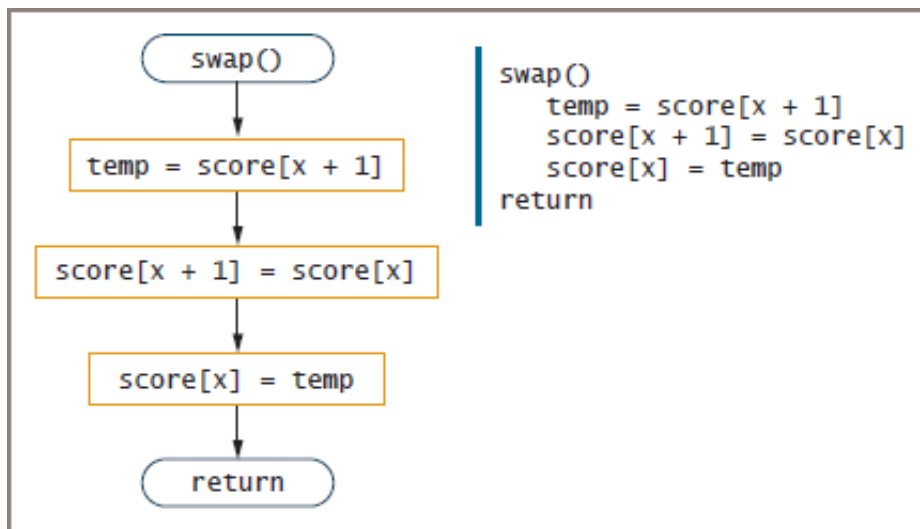 swap()
temp = score[x + 1]
score[x + 1] = score[x]
score[x] = temp
return
swap()
temp = score[x + 1]
score[x + 1] = score[x]
score[x] = temp
return